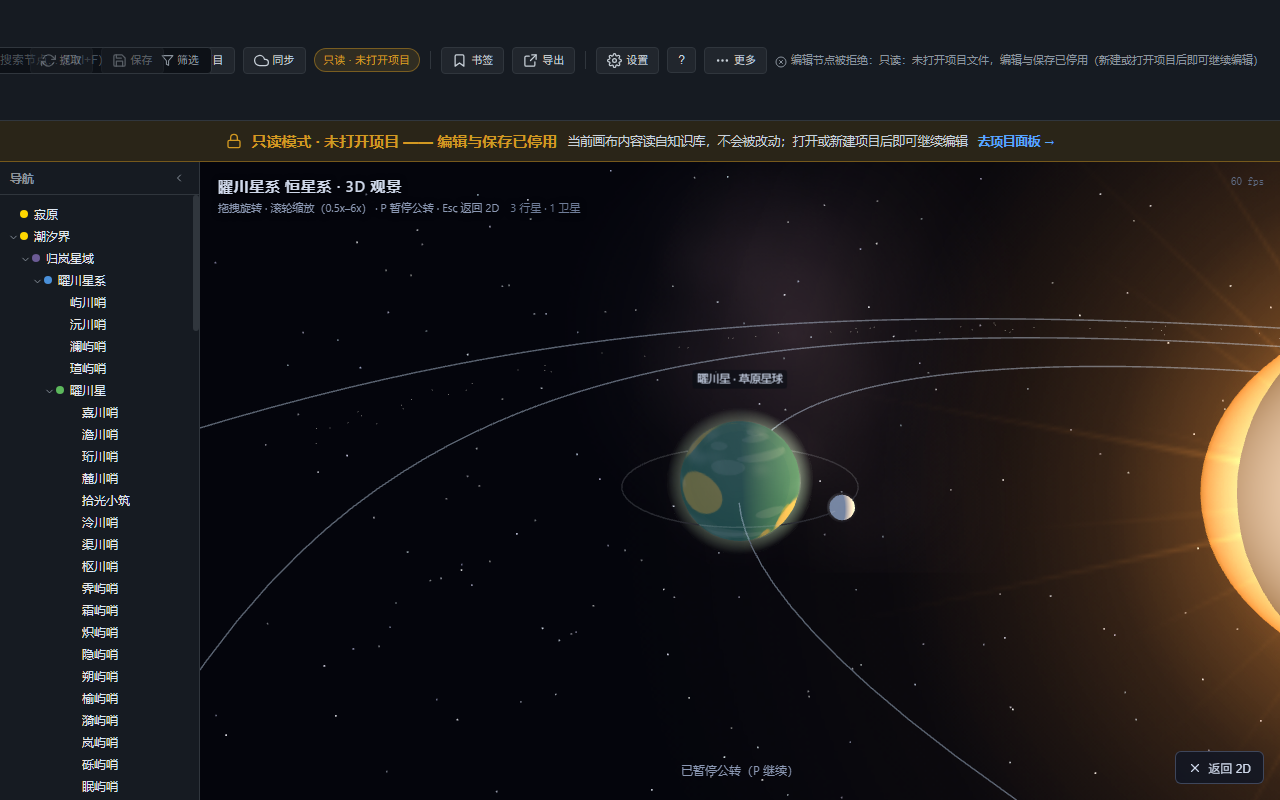 搜索节点 提取 (Ctrl+F) 保存 筛选 目 同步 只读 · 未打开项目 书签 导出 设置 ? 更多 编辑节点被拒绝：只读：未打开项目文件，编辑与保存已停用（新建或打开项目后即可继续编辑）
只读模式 · 未打开项目 —— 编辑与保存已停用 当前画布内容读自知识库，不会被改动；打开或新建项目后即可继续编辑 去项目面板 →
导航
寂原
潮汐界
归岚星域
曜川星系
屿川哨
沅川哨
澜屿哨
瑄屿哨
曜川星
嘉川哨
澹川哨
珩川哨
麓川哨
拾光小筑
泠川哨
渠川哨
枢川哨
霁屿哨
霜屿哨
炽屿哨
隐屿哨
朔屿哨
榆屿哨
漪屿哨
岚屿哨
砾屿哨
眠屿哨
曜川星系 恒星系 · 3D 观景
60 fps
拖拽旋转 · 滚轮缩放（0.5x–6x） · P 暂停公转 · Esc 返回 2D 3 行星 · 1 卫星
曜川星 · 草原星球
已暂停公转（P 继续）
返回 2D